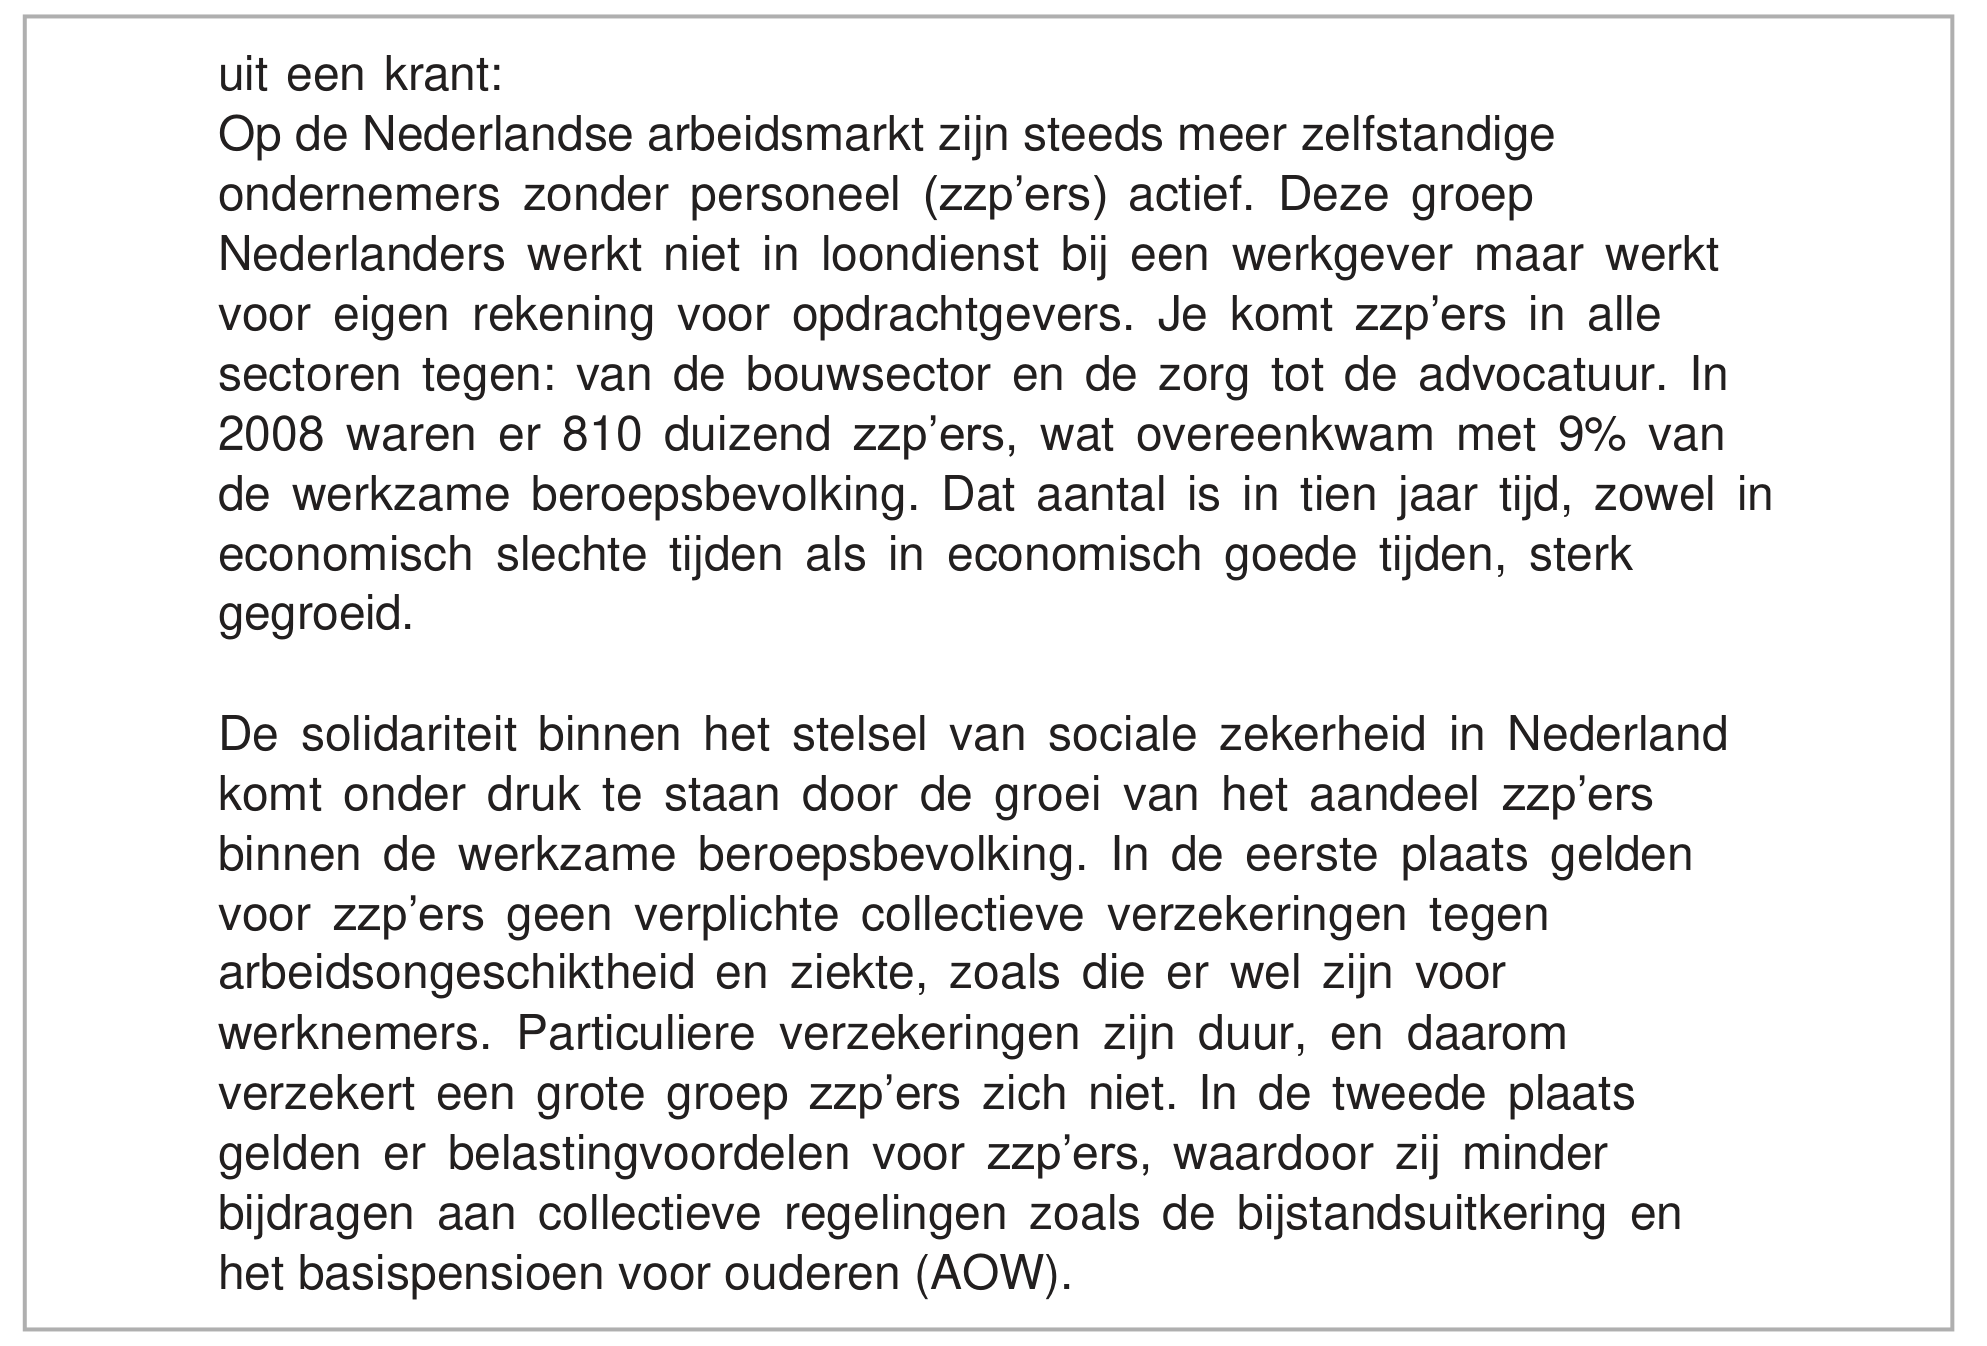 uit een krant:
Op de Nederlandse arbeidsmarkt zijn steeds meer zelfstandige
ondernemers zonder personeel (zzp’ers) actief. Deze groep
Nederlanders werkt niet in loondienst bij een werkgever maar werkt
voor eigen rekening voor opdrachtgevers. Je komt zzp’ers in alle
sectoren tegen: van de bouwsector en de zorg tot de advocatuur. In
2008 waren er 810 duizend zzp’ers, wat overeenkwam met 9% van
de werkzame beroepsbevolking. Dat aantal is in tien jaar tijd, zowel in
economisch slechte tijden als in economisch goede tijden, sterk
gegroeid.
De solidariteit binnen het stelsel van sociale zekerheid in Nederland
komt onder druk te staan door de groei van het aandeel zzp’ers
binnen de werkzame beroepsbevolking. In de eerste plaats gelden
voor zzp’ers geen verplichte collectieve verzekeringen tegen
arbeidsongeschiktheid en ziekte, zoals die er wel zijn voor
werknemers. Particuliere verzekeringen zijn duur, en daarom
verzekert een grote groep zzp’ers zich niet. In de tweede plaats
gelden er belastingvoordelen voor zzp’ers, waardoor zij minder
bijdragen aan collectieve regelingen zoals de bijstandsuitkering en
het basispensioen voor ouderen (AOW).